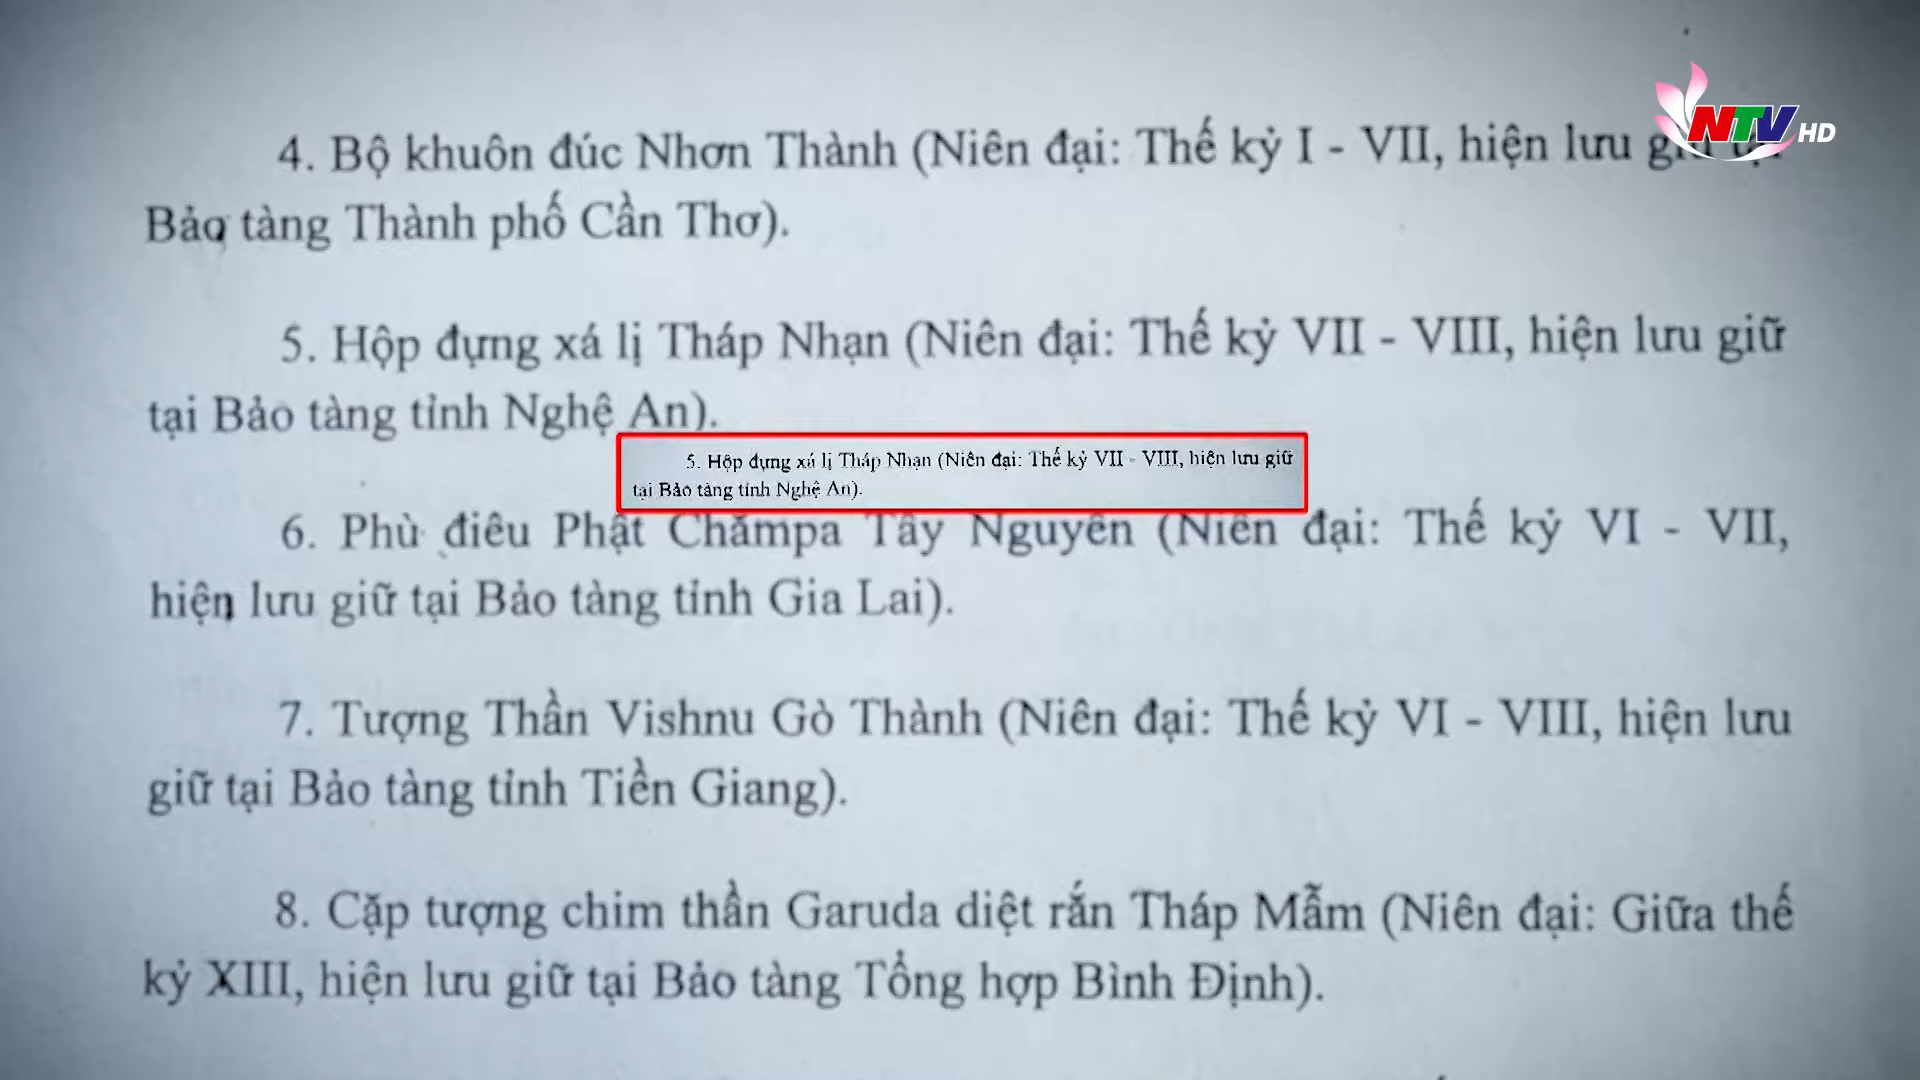 NTV HD
4. Bộ khuôn đúc Nhơn Thành (Niên đại: Thế kỷ I - VII, hiện lưu giữ tại
Bảo tàng Thành phố Cần Thơ).
5. Hộp đựng xá lị Tháp Nhạn (Niên đại: Thế kỷ VII - VIII, hiện lưu giữ
tại Bảo tàng tỉnh Nghệ An).
5. Hộp đựng xá lị Tháp Nhạn (Niên đại: Thế kỷ VII - VIII, hiện lưu giữ
tại Bảo tàng tỉnh Nghệ An).
6. Phù điêu Phật Chămpa Tây Nguyên (Niên đại: Thế kỷ VI - VII,
hiện lưu giữ tại Bảo tàng tỉnh Gia Lai).
7. Tượng Thần Vishnu Gò Thành (Niên đại: Thế kỷ VI - VIII, hiện lưu
giữ tại Bảo tàng tỉnh Tiền Giang).
8. Cặp tượng chim thần Garuda diệt rắn Tháp Mẫm (Niên đại: Giữa thế
kỷ XIII, hiện lưu giữ tại Bảo tàng Tổng hợp Bình Định).